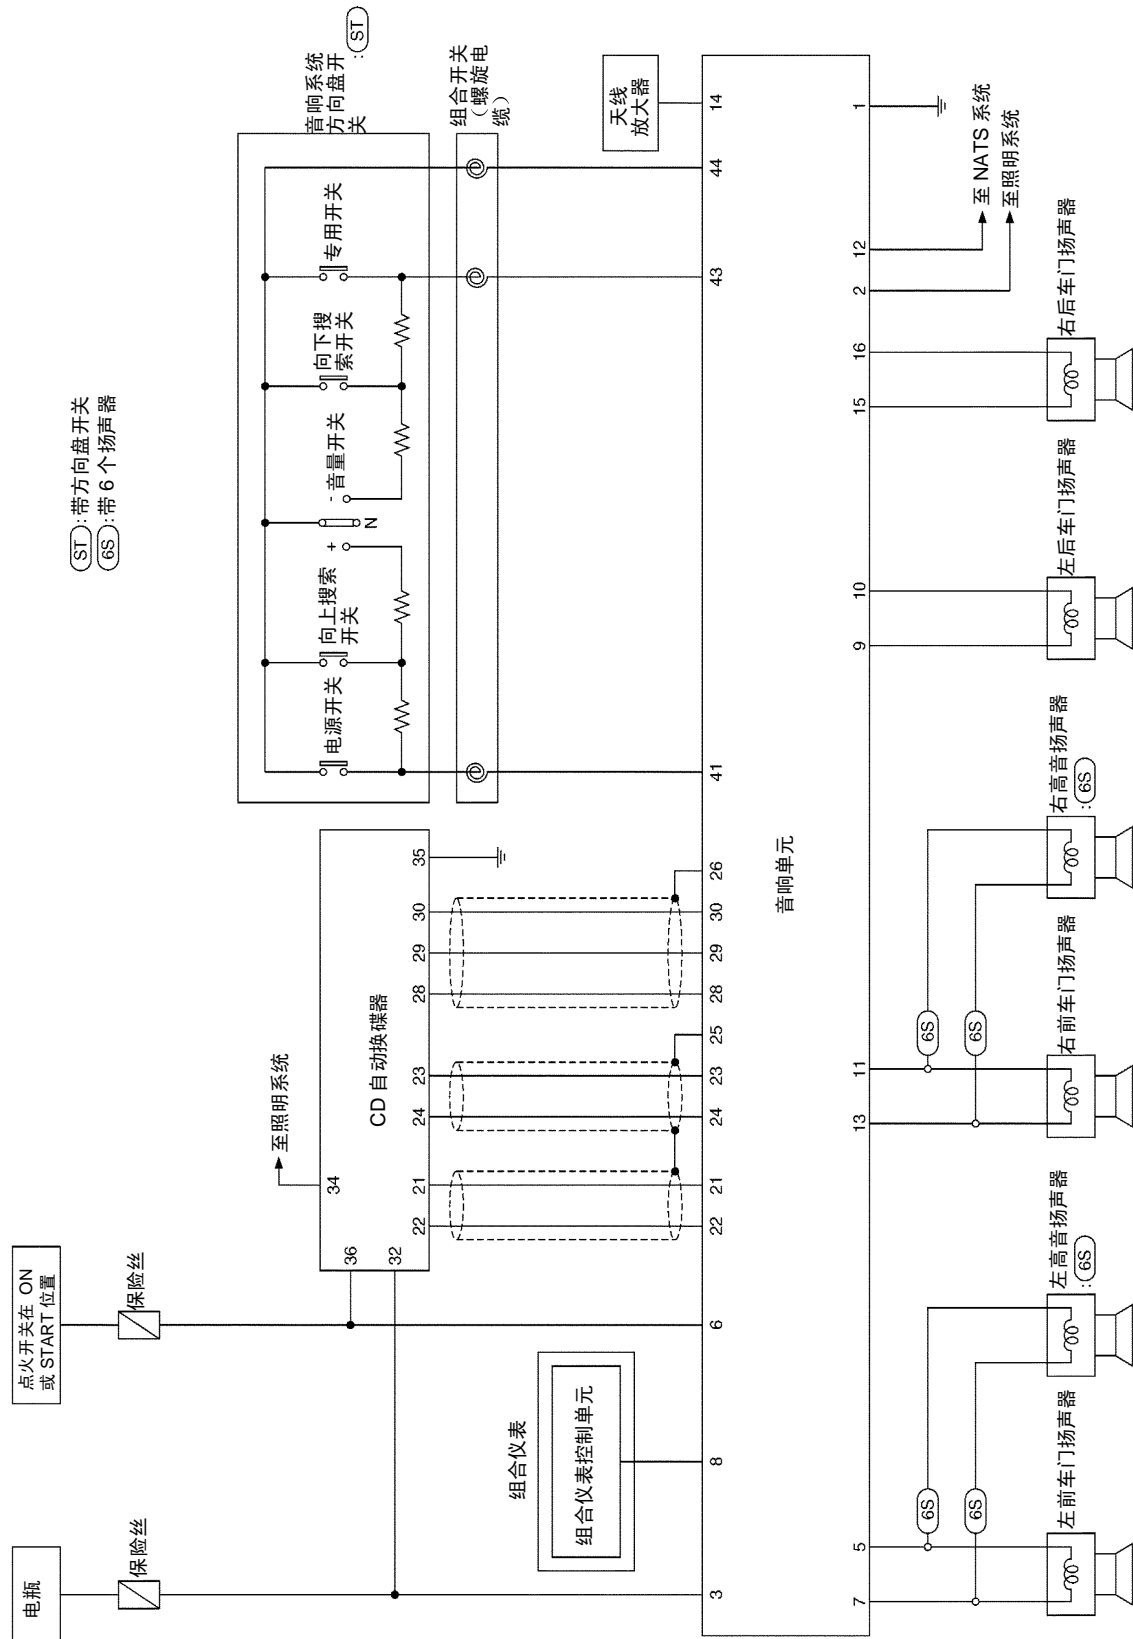 电瓶
保险丝
点火开关在 ON
或 START 位置
保险丝
至照明系统
34
36
32
CD 自动换碟器
22
21
24
23
28
29
30
35
ST:带方向盘开关
6S:带 6 个扬声器
音响系统
方向盘开
关
:ST
电源开关
向上搜索
开关
+
N
-
音量开关
向下搜
索开关
专用开关
组合开关
(螺旋电
缆)
天线
放大器
组合仪表
组合仪表控制单元
3
8
6
22
21
24
23
25
28
29
30
26
41
43
44
14
音响单元
7
5
13
11
9
10
15
16
2
12
1
至 NATS 系统
至照明系统
6S
6S
6S
6S
左前车门扬声器
左高音扬声器
:6S
右前车门扬声器
右高音扬声器
:6S
左后车门扬声器
右后车门扬声器